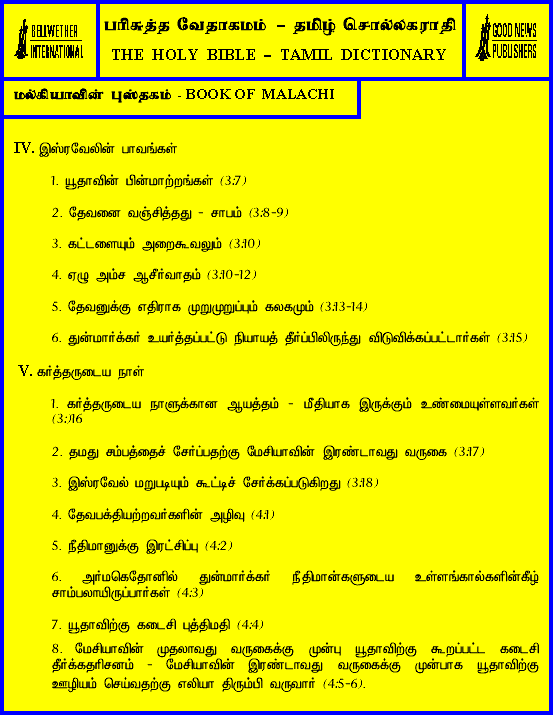 BELLWETHER
INTERNATIONAL
பரிசுத்த வேதாகமம் – தமிழ் சொல்லகராதி
THE HOLY BIBLE – TAMIL DICTIONARY
GOOD NEWS
PUBLISHERS
மல்கியாவின் புஸ்தகம் - BOOK OF MALACHI
IV. இஸ்ரவேலின் பாவங்கள்
1. யூதாவின் பின்மாற்றங்கள் (3:7)
2. தேவனை வஞ்சித்தது – சாபம் (3:8-9)
3. கட்டளையும் அறைகூவலும் (3:10)
4. ஏழு அம்ச ஆசீர்வாதம் (3:10-12)
5. தேவனுக்கு எதிராக முறுமுறுப்பும் கலகமும் (3:13-14)
6. துன்மார்க்கர் உயர்த்தப்பட்டு நியாயத் தீர்ப்பிலிருந்து விடுவிக்கப்பட்டார்கள் (3:15)
V. கர்த்தருடைய நாள்
1. கர்த்தருடைய நாளுக்கான ஆயத்தம் – மீதியாக இருக்கும் உண்மையுள்ளவர்கள்
(3:)16
2. தமது சம்பத்தைச் சேர்ப்பதற்கு மேசியாவின் இரண்டாவது வருகை (3:17)
3. இஸ்ரவேல் மறுபடியும் கூட்டிச் சேர்க்கப்படுகிறது (3:18)
4. தேவபக்தியற்றவர்களின் அழிவு (4:1)
5. நீதிமானுக்கு இரட்சிப்பு (4:2)
6. அர்மகெதோனில் துன்மார்க்கர் நீதிமான்களுடைய உள்ளங்கால்களின்கீழ்
சாம்பலாயிருப்பார்கள் (4:3)
7. யூதாவிற்கு கடைசி புத்திமதி (4:4)
8. மேசியாவின் முதலாவது வருகைக்கு முன்பு யூதாவிற்கு கூறப்பட்ட கடைசி
தீர்க்கதரிசனம் – மேசியாவின் இரண்டாவது வருகைக்கு முன்பாக யூதாவிற்கு
ஊழியம் செய்வதற்கு எலியா திரும்பி வருவார் (4:5-6).